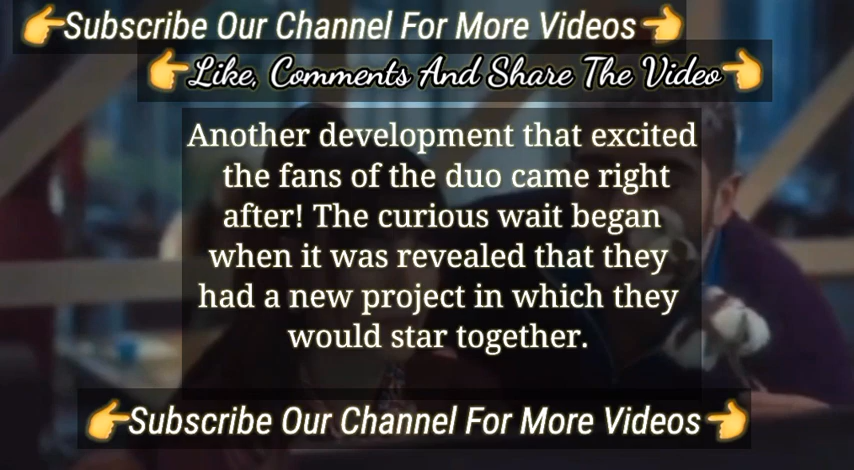 👉Subscribe Our Channel For More Videos👈
👉Like, Comments And Share The Video👈
Another development that excited
the fans of the duo came right
after! The curious wait began
when it was revealed that they
had a new project in which they
would star together.
👉Subscribe Our Channel For More Videos👈